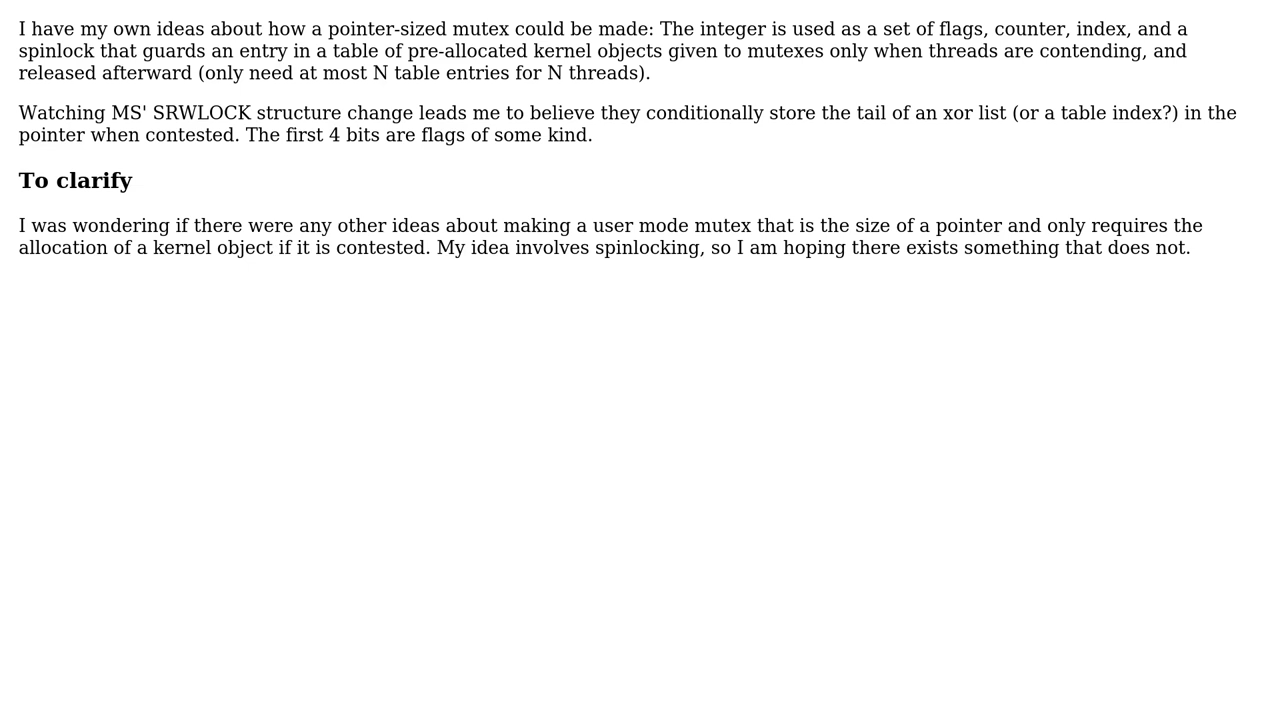 I have my own ideas about how a pointer-sized mutex could be made: The integer is used as a set of flags, counter, index, and a
spinlock that guards an entry in a table of pre-allocated kernel objects given to mutexes only when threads are contending, and
released afterward (only need at most N table entries for N threads).
Watching MS' SRWLOCK structure change leads me to believe they conditionally store the tail of an xor list (or a table index?) in the
pointer when contested. The first 4 bits are flags of some kind.
To clarify
I was wondering if there were any other ideas about making a user mode mutex that is the size of a pointer and only requires the
allocation of a kernel object if it is contested. My idea involves spinlocking, so I am hoping there exists something that does not.